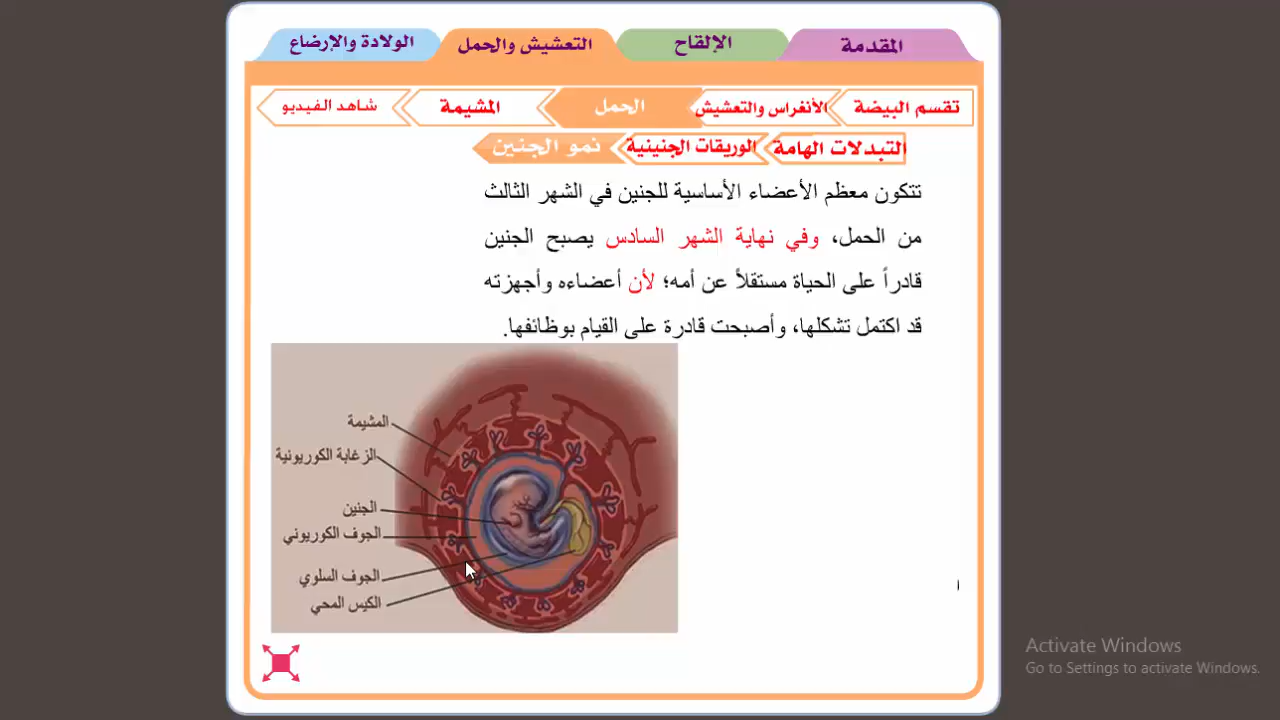 المقدمة
الإلقاح
التعشيش والحمل
الولادة والإرضاع
تقسم البيضة
الأنغراس والتعشيش
الحمل
المشيمة
شاهد الفيديو
التبدلات الهامة
الوريقات الجنينية
نمو الجنين
تتكون معظم الأعضاء الأساسية للجنين في الشهر الثالث
من الحمل، وفي نهاية الشهر السادس يصبح الجنين
قادراً على الحياة مستقلاً عن أمه؛ لأن أعضاءه وأجهزته
قد اكتمل تشكلها، وأصبحت قادرة على القيام بوظائفها.
المشيمة
الزغابة الكوريونية
الجنين
الجوف الكوريوني
الجوف السلوي
الكيس المحي
Activate Windows
Go to Settings to activate Windows.